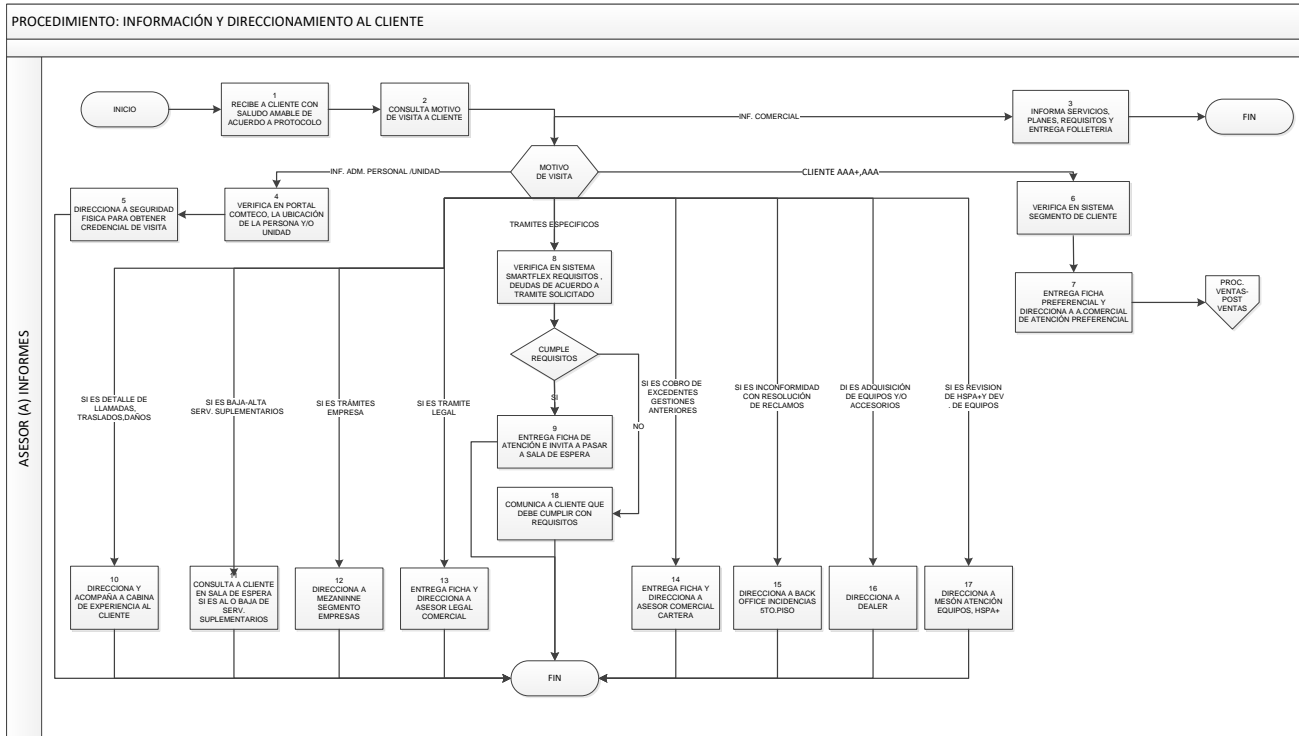 PROCEDIMIENTO: INFORMACIÓN Y DIRECCIONAMIENTO AL CLIENTE
ASESOR (A) INFORMES
INICIO
1
RECIBE A CLIENTE CON
SALUDO AMABLE DE
ACUERDO A PROTOCOLO
2
CONSULTA MOTIVO
DE VISITA A CLIENTE
INF. COMERCIAL
3
INFORMA SERVICIOS,
PLANES, REQUISITOS Y
ENTREGA FOLLETERIA
FIN
MOTIVO
DE VISITA
INF. ADM. PERSONAL /UNIDAD
CLIENTE AAA+,AAA
5
DIRECCIONA A SEGURIDAD
FISICA PARA OBTENER
CREDENCIAL DE VISITA
4
VERIFICA EN PORTAL
COMTECO, LA UBICACIÓN
DE LA PERSONA Y/O
UNIDAD
6
VERIFICA EN SISTEMA
SEGMENTO DE CLIENTE
TRAMITES ESPECIFICOS
8
VERIFICA EN SISTEMA
SMARTFLEX REQUISITOS ,
DEUDAS DE ACUERDO A
TRAMITE SOLICITADO
7
ENTREGA FICHA
PREFERENCIAL Y
DIRECCIONA A A.COMERCIAL
DE ATENCIÓN PREFERENCIAL
PROC.
VENTAS-
POST
VENTAS
CUMPLE
REQUISITOS
SI
NO
SI ES DETALLE DE
LLAMADAS,
TRASLADOS,DAÑOS
SI ES BAJA-ALTA
SERV. SUPLEMENTARIOS
SI ES TRÁMITES
EMPRESA
SI ES TRAMITE
LEGAL
SI ES COBRO DE
EXCEDENTES
GESTIONES
ANTERIORES
SI ES INCONFORMIDAD
CON RESOLUCIÓN
DE RECLAMOS
DI ES ADQUISICIÓN
DE EQUIPOS Y/O
ACCESORIOS
SI ES REVISION
DE HSPA+Y DEV
. DE EQUIPOS
9
ENTREGA FICHA DE
ATENCIÓN E INVITA A PASAR
A SALA DE ESPERA
18
COMUNICA A CLIENTE QUE
DEBE CUMPLIR CON
REQUISITOS
10
DIRECCIONA Y
ACOMPAÑA A CABINA
DE EXPERIENCIA AL
CLIENTE
11
CONSULTA A CLIENTE
EN SALA DE ESPERA
SI ES AL O BAJA DE
SERV.
SUPLEMENTARIOS
12
DIRECCIONA A
MEZANINNE
SEGMENTO
EMPRESAS
13
ENTREGA FICHA Y
DIRECCIONA A
ASESOR LEGAL
COMERCIAL
14
ENTREGA FICHA Y
DIRECCIONA A
ASESOR COMERCIAL
CARTERA
15
DIRECCIONA A BACK
OFFICE INCIDENCIAS
5TO.PISO
16
DIRECCIONA A
DEALER
17
DIRECCIONA A
MESÓN ATENCIÓN
EQUIPOS, HSPA+
FIN